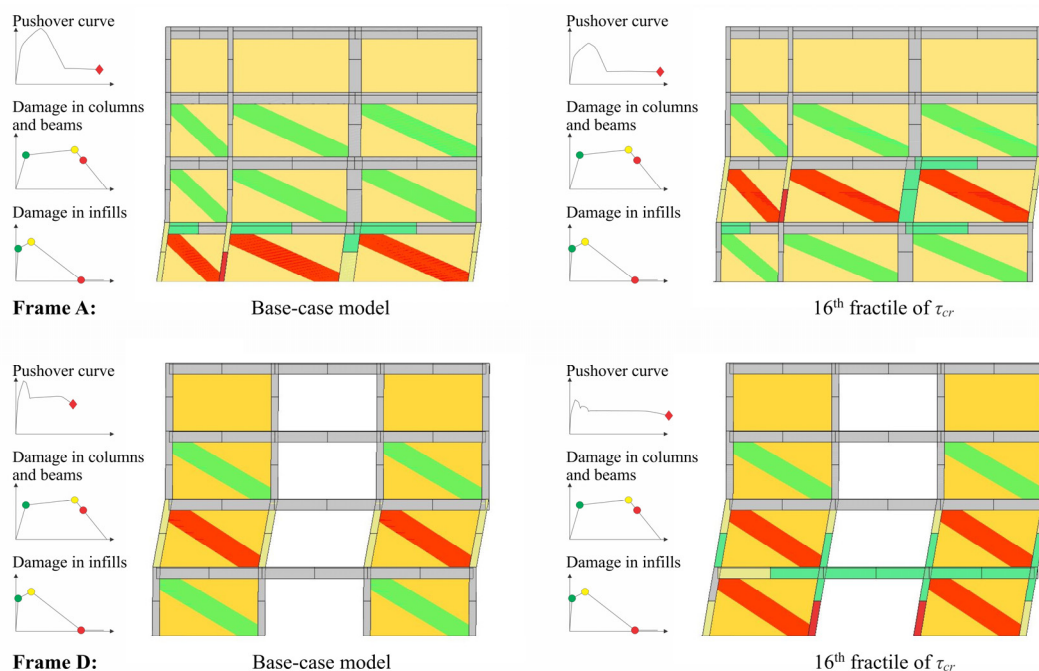 Pushover curve
Damage in columns
and beams
Damage in infills
Frame A:
Base-case model
Pushover curve
Damage in columns
and beams
Damage in infills
16th fractile of τcr
Pushover curve
Damage in columns
and beams
Damage in infills
Frame D:
Base-case model
Pushover curve
Damage in columns
and beams
Damage in infills
16th fractile of τcr